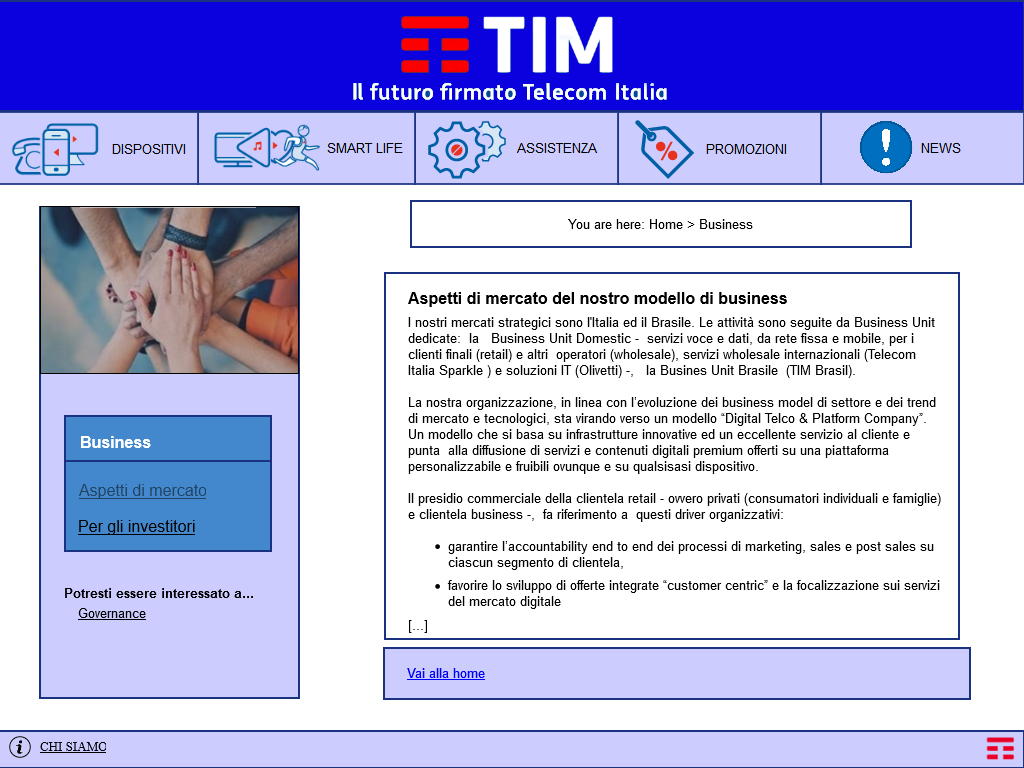 TIM
Il futuro firmato Telecom Italia
DISPOSITIVI
SMART LIFE
ASSISTENZA
PROMOZIONI
NEWS
You are here: Home > Business
Business
Aspetti di mercato
Per gli investitori
Potresti essere interessato a...
Governance
Aspetti di mercato del nostro modello di business
I nostri mercati strategici sono l'Italia ed il Brasile. Le attività sono seguite da Business Unit
dedicate: la Business Unit Domestic - servizi voce e dati, da rete fissa e mobile, per i
clienti finali (retail) e altri operatori (wholesale), servizi wholesale internazionali (Telecom
Italia Sparkle ) e soluzioni IT (Olivetti) -, la Busines Unit Brasile (TIM Brasil).
La nostra organizzazione, in linea con l’evoluzione dei business model di settore e dei trend
di mercato e tecnologici, sta virando verso un modello “Digital Telco & Platform Company”.
Un modello che si basa su infrastrutture innovative ed un eccellente servizio al cliente e
punta alla diffusione di servizi e contenuti digitali premium offerti su una piattaforma
personalizzabile e fruibili ovunque e su qualsisasi dispositivo.
Il presidio commerciale della clientela retail - ovvero privati (consumatori individuali e famiglie)
e clientela business -, fa riferimento a questi driver organizzativi:
• garantire l’accountability end to end dei processi di marketing, sales e post sales su
ciascun segmento di clientela,
• favorire lo sviluppo di offerte integrate “customer centric” e la focalizzazione sui servizi
del mercato digitale
[...]
Vai alla home
CHI SIAMO